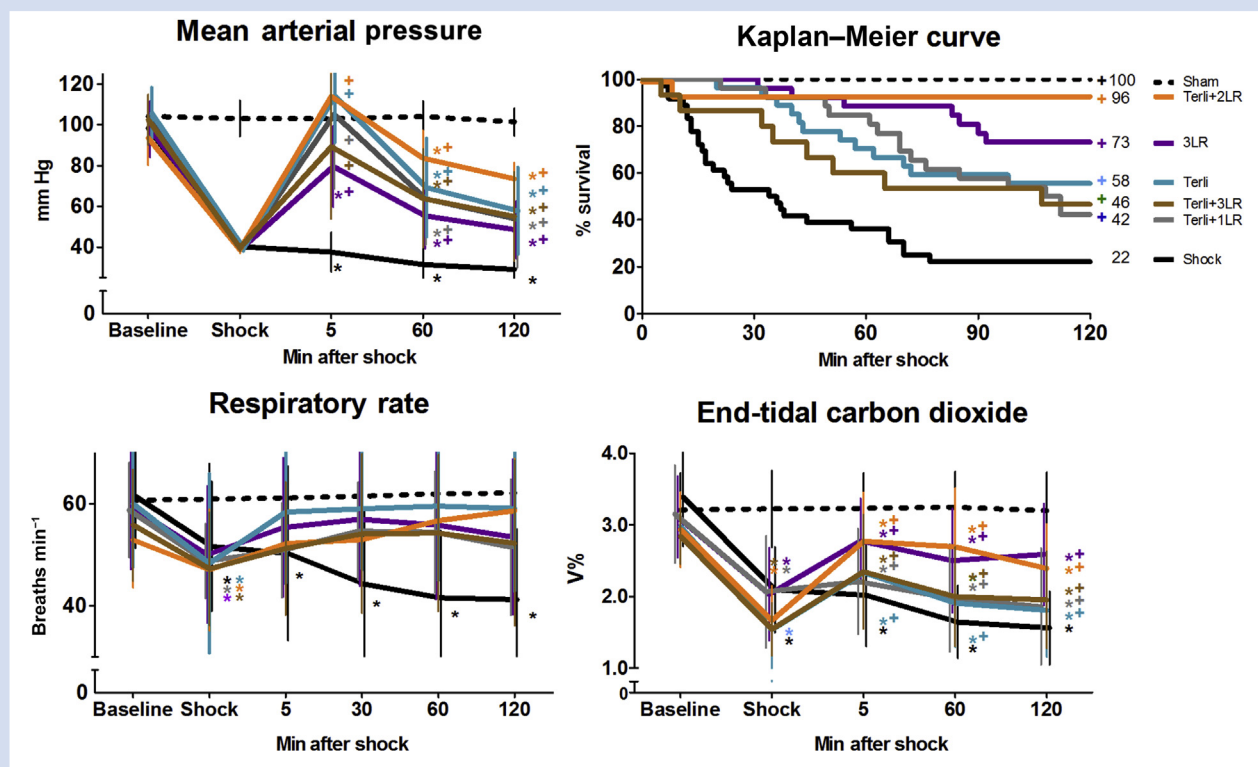 Mean arterial pressure
120
100
80
60
40
0
mm Hg
+
+
+
+
*+
*
*+
*+
*+
*+
*+
*
*+
*+
*+
*+
*+
*
Baseline Shock 5 60 120
Min after shock
Kaplan–Meier curve
100
80
60
40
20
0
% survival
+100 Sham
+96 Terli+2LR
+73 3LR
+58 Terli
+46 Terli+3LR
+42 Terli+1LR
22 Shock
0 30 60 90 120
Min after shock
Respiratory rate
60
40
0
Breaths min⁻¹
**
**
**
*
*
*
*
Baseline Shock 5 30 60 120
Min after shock
End-tidal carbon dioxide
4.0
3.0
2.0
1.0
0
V%
**
**
*
*
*+
*+
*+
*+
*+
*
*+
*+
*+
*+
*+
*
*+
*+
*+
*+
*+
*
Baseline Shock 5 60 120
Min after shock